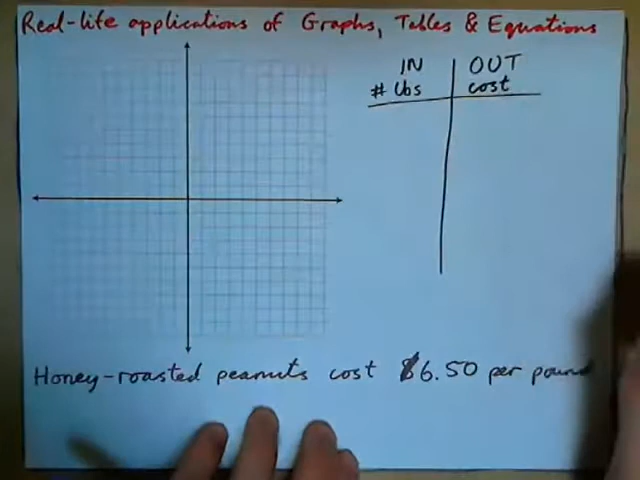 Real-life applications of Graphs, Tables & Equations
IN OUT
# lbs cost
Honey-roasted peanuts cost $6.50 per pound